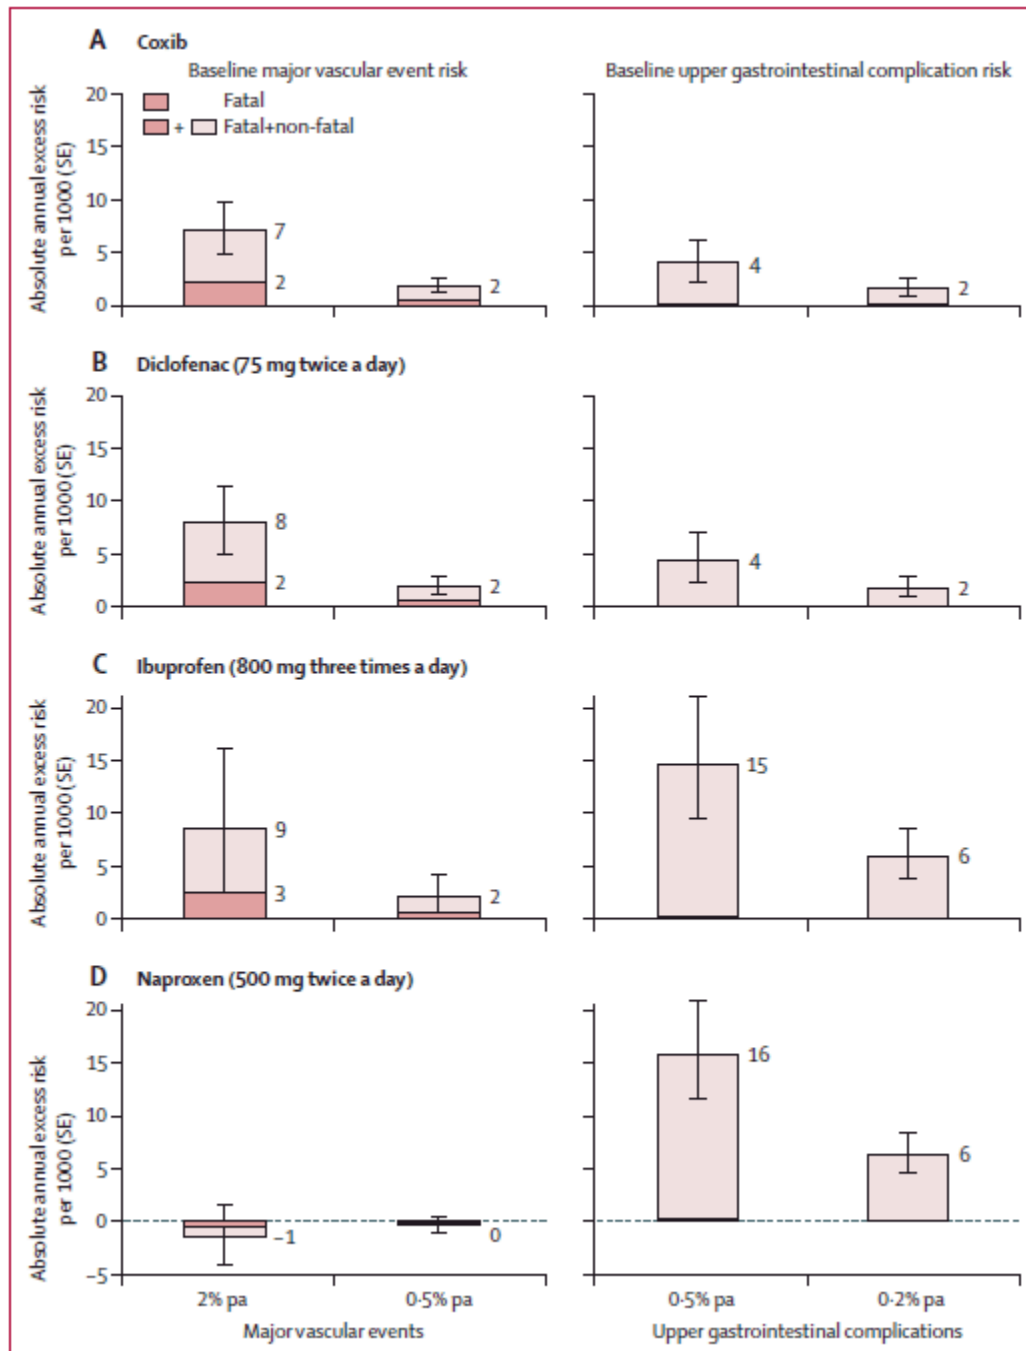 A Coxib
Baseline major vascular event risk
Baseline upper gastrointestinal complication risk
Fatal
+ Fatal+non-fatal
Absolute annual excess risk
per 1000 (SE)
20
15
10
5
0
7
2
2
4
2
B Diclofenac (75 mg twice a day)
Absolute annual excess risk
per 1000 (SE)
20
15
10
5
0
8
2
2
4
2
C Ibuprofen (800 mg three times a day)
Absolute annual excess risk
per 1000 (SE)
20
15
10
5
0
9
3
2
15
6
D Naproxen (500 mg twice a day)
Absolute annual excess risk
per 1000 (SE)
20
15
10
5
0
−5
−1
0
16
6
2% pa
0·5% pa
0·5% pa
0·2% pa
Major vascular events
Upper gastrointestinal complications